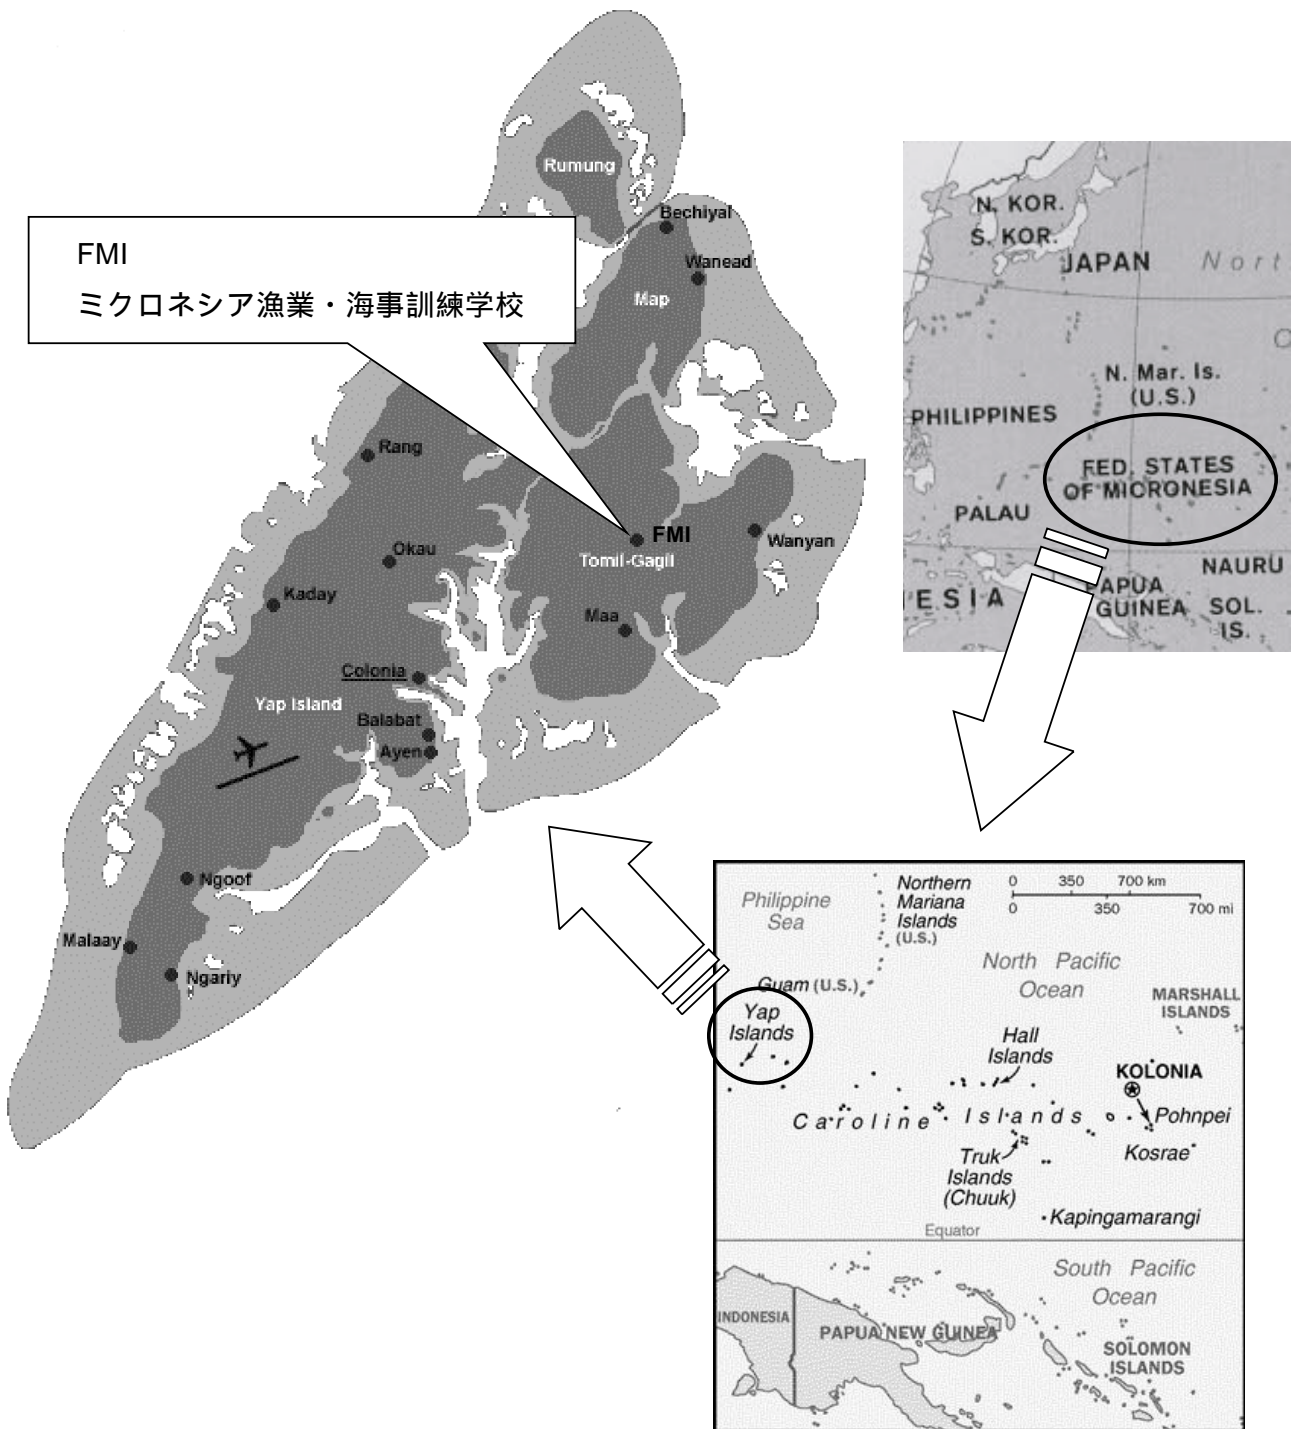 Rumung
Bechiyal
Wanead
Map
FMI
ミクロネシア漁業・海事訓練学校
Rang
Okau
Kaday
FMI
Tomil-Gagil
Wanyan
Maa
Colonia
Yap Island
Balabat
Ayen
Ngoof
Malaay
Ngariy
N. KOR.
S. KOR.
JAPAN
Nort
O
N. Mar. Is.
(U.S.)
PHILIPPINES
FED. STATES
OF MICRONESIA
PALAU
NAURU
ESIA
PAPUA
GUINEA
SOL.
IS.
Philippine
Sea
Northern
Mariana
Islands
(U.S.)
0 350 700 km
0 350 700 mi
North Pacific
Ocean
Guam (U.S.)
MARSHALL
ISLANDS
Yap
Islands
Hall
Islands
KOLONIA
Caroline Islands
Pohnpei
Kosrae
Truk
Islands
(Chuuk)
Kapingamarangi
Equator
South Pacific
Ocean
INDONESIA
PAPUA NEW GUINEA
SOLOMON
ISLANDS